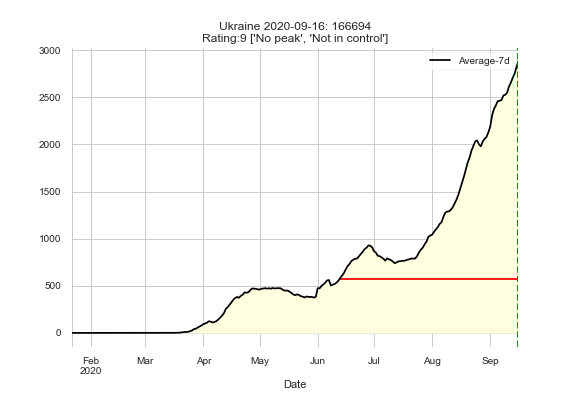 Ukraine 2020-09-16: 166694
Rating:9 ['No peak', 'Not in control']
Average-7d
3000
2500
2000
1500
1000
500
0
Feb Mar Apr May Jun Jul Aug Sep
2020
Date